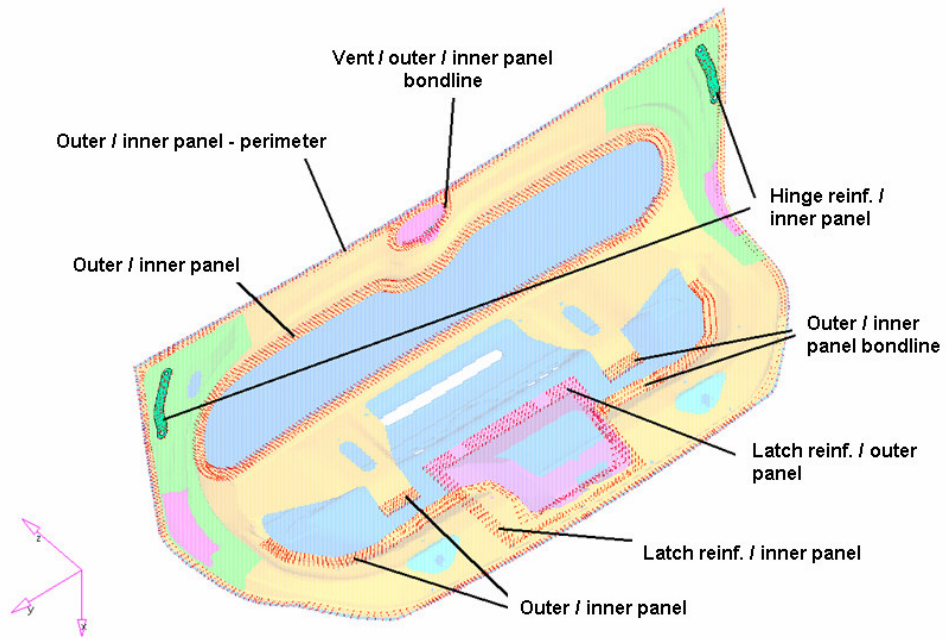 Vent / outer / inner panel
bondline
Outer / inner panel - perimeter
Hinge reinf. /
inner panel
Outer / inner panel
Outer / inner
panel bondline
Latch reinf. / outer
panel
Latch reinf. / inner panel
Outer / inner panel
z
y
x